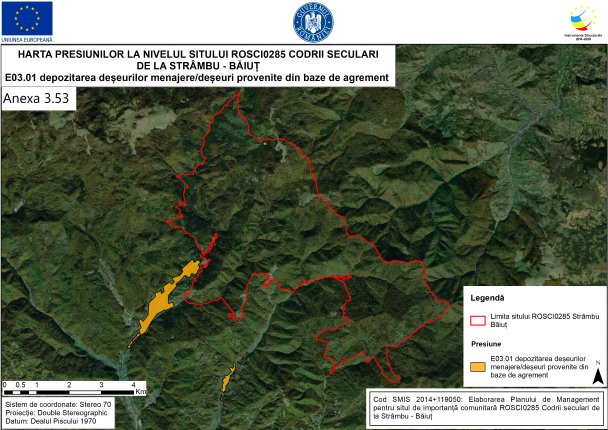 UNIUNEA EUROPEANĂ
GUVERNUL ROMÂNIEI
Instrumente Structurale
2014-2020
HARTA PRESIUNILOR LA NIVELUL SITULUI ROSCI0285 CODRII SECULARI
DE LA STRÂMBU - BĂIUȚ
E03.01 depozitarea deșeurilor menajere/deșeuri provenite din baze de agrement
Anexa 3.53
Legendă
Limita sitului ROSCI0285 Strâmbu
Băiuț
Presiune
E03.01 depozitarea deșeurilor
menajere/deșeuri provenite din
baze de agrement
N
0 0.5 1 2 3 4
Km
Sistem de coordonate: Stereo 70
Proiecție: Double Stereographic
Datum: Dealul Piscului 1970
Cod SMIS 2014+119050: Elaborarea Planului de Management
pentru situl de importanță comunitară ROSCI0285 Codrii seculari de
la Strâmbu - Băiuț